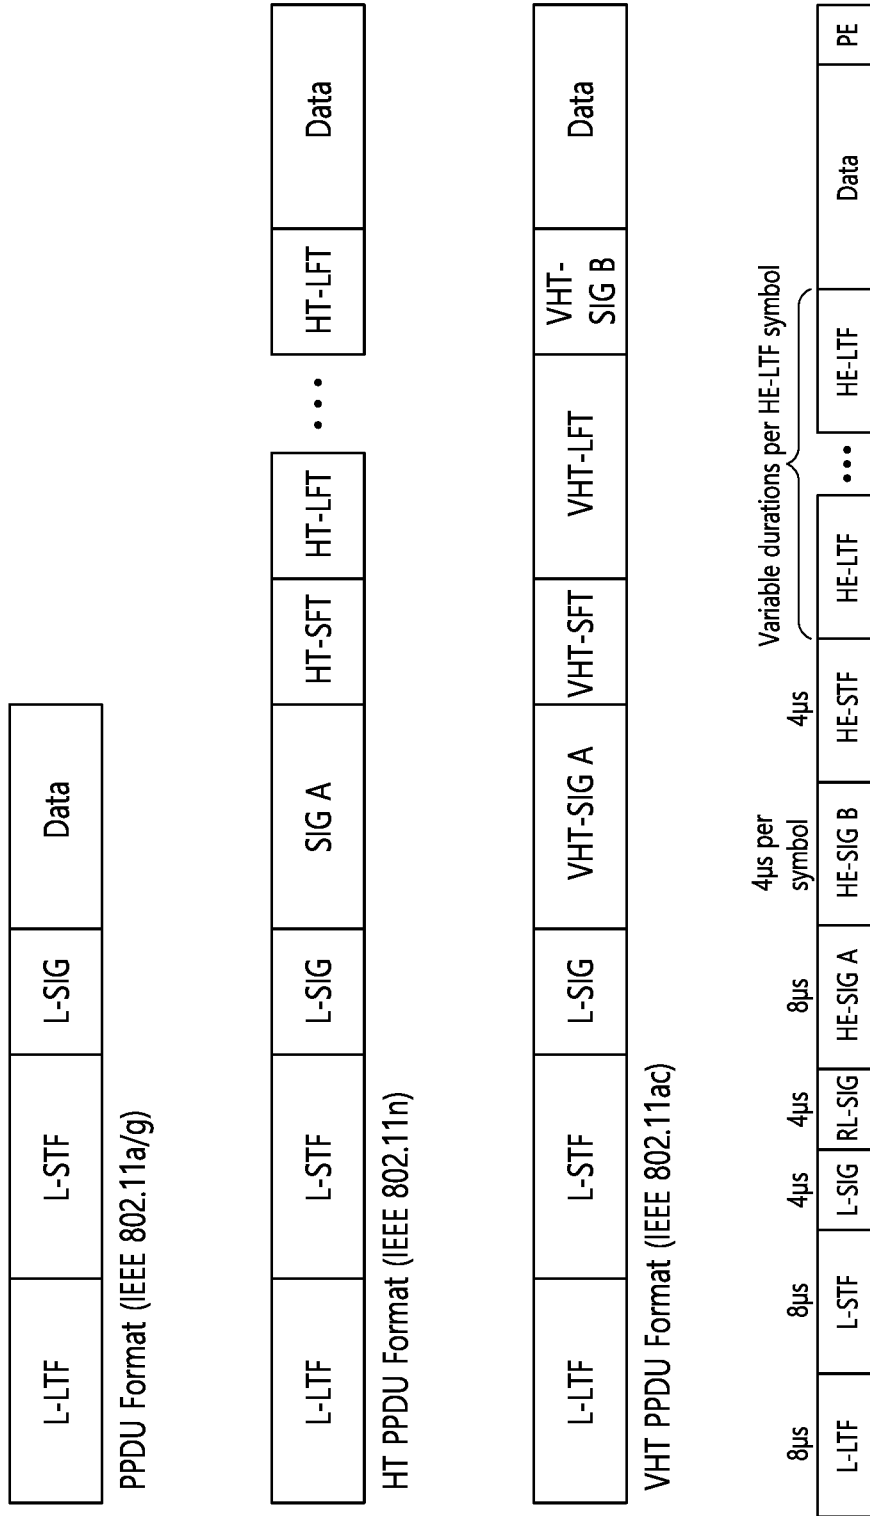 L-LTF
L-STF
L-SIG
Data
PPDU Format (IEEE 802.11a/g)
L-LTF
L-STF
L-SIG
SIG A
HT-SFT
HT-LFT
• • •
HT-LFT
Data
HT PPDU Format (IEEE 802.11n)
L-LTF
L-STF
L-SIG
VHT-SIG A
VHT-SFT
VHT-LFT
VHT-
SIG B
Data
VHT PPDU Format (IEEE 802.11ac)
Variable durations per HE-LTF symbol
8μs
8μs
4μs
4μs
8μs
4μs per
symbol
4μs
L-LTF
L-STF
L-SIG
RL-SIG
HE-SIG A
HE-SIG B
HE-STF
HE-LTF
•••
HE-LTF
Data
PE